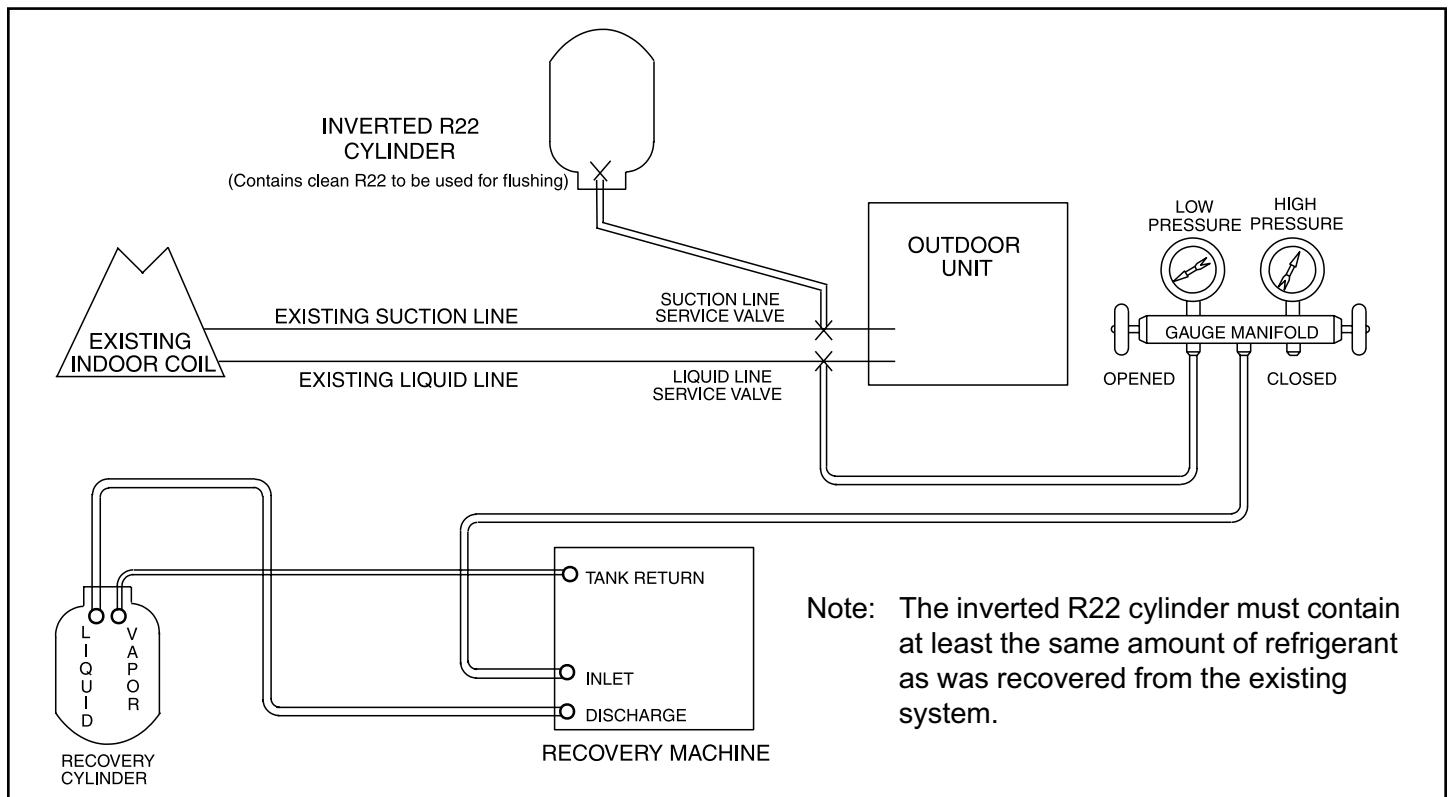 INVERTED R22
CYLINDER
(Contains clean R22 to be used for flushing)
LOW
PRESSURE
HIGH
PRESSURE
OUTDOOR
UNIT
SUCTION LINE
SERVICE VALVE
EXISTING SUCTION LINE
GAUGE MANIFOLD
EXISTING
INDOOR COIL
EXISTING LIQUID LINE
LIQUID LINE
SERVICE VALVE
OPENED
CLOSED
TANK RETURN
INLET
DISCHARGE
RECOVERY MACHINE
LIQUID
VAPOR
RECOVERY
CYLINDER
Note: The inverted R22 cylinder must contain
at least the same amount of refrigerant
as was recovered from the existing
system.